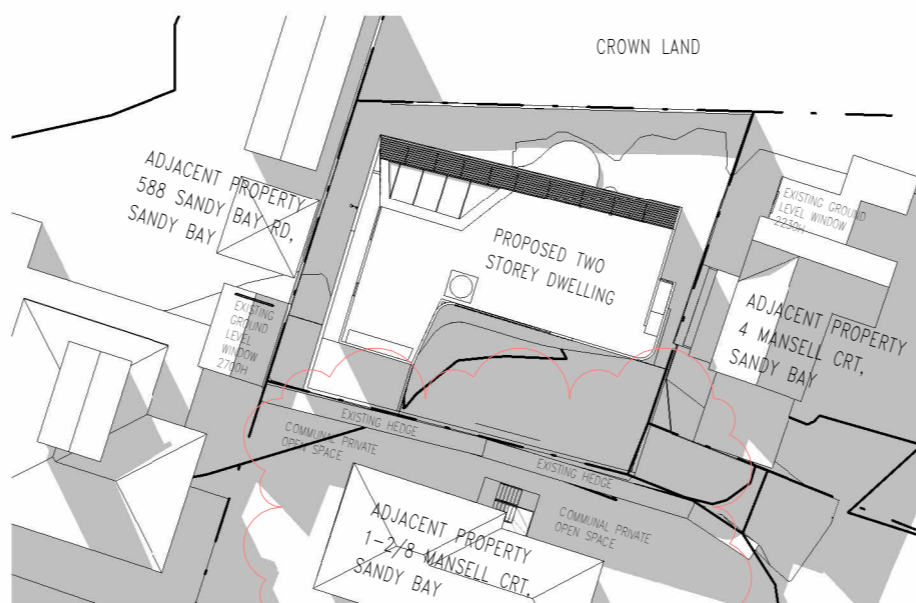 CROWN LAND
ADJACENT PROPERTY
588 SANDY BAY RD,
SANDY BAY
EXISTING GROUND
LEVEL WINDOW
2230H
PROPOSED TWO
STOREY DWELLING
ADJACENT PROPERTY
4 MANSELL CRT,
SANDY BAY
EXISTING
GROUND
LEVEL
WINDOW
2700H
EXISTING HEDGE
COMMUNAL PRIVATE
OPEN SPACE
EXISTING HEDGE
COMMUNAL PRIVATE
OPEN SPACE
ADJACENT PROPERTY
1-2/8 MANSELL CRT,
SANDY BAY